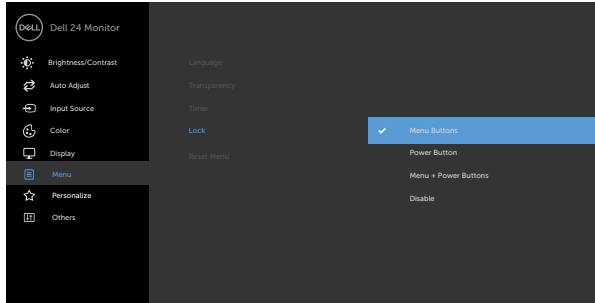 DELL
Dell 24 Monitor
Brightness/Contrast
Auto Adjust
Input Source
Color
Display
Menu
Personalize
Others
Language
Transparency
Timer
Lock
Reset Menu
Menu Buttons
Power Button
Menu + Power Buttons
Disable